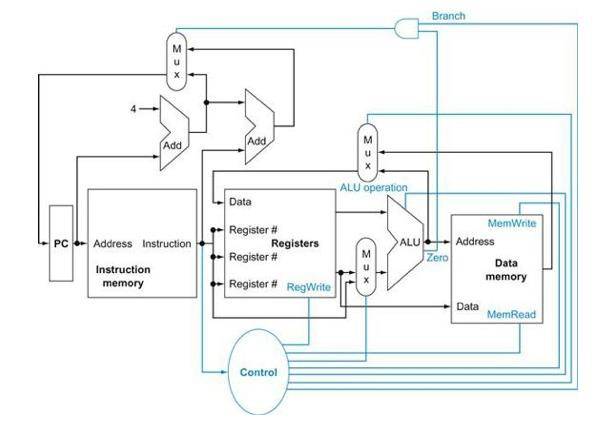 Branch
M
u
x
4
Add
Add
M
u
x
ALU operation
Data
Register #
Registers
Register #
Register #
RegWrite
PC
Address
Instruction
Instruction
memory
M
u
x
ALU
Zero
MemWrite
Address
Data
memory
Data
MemRead
Control